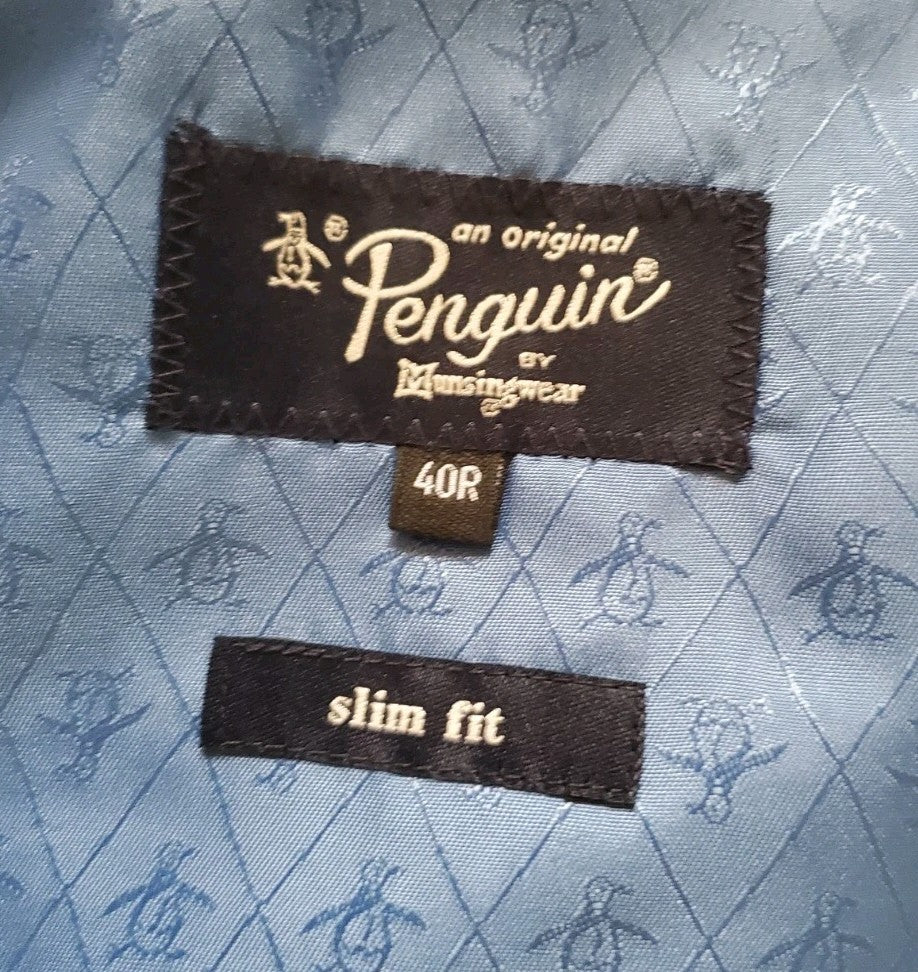 an original
Penguin®
®
BY
Munsingwear
®
40R
slim fit